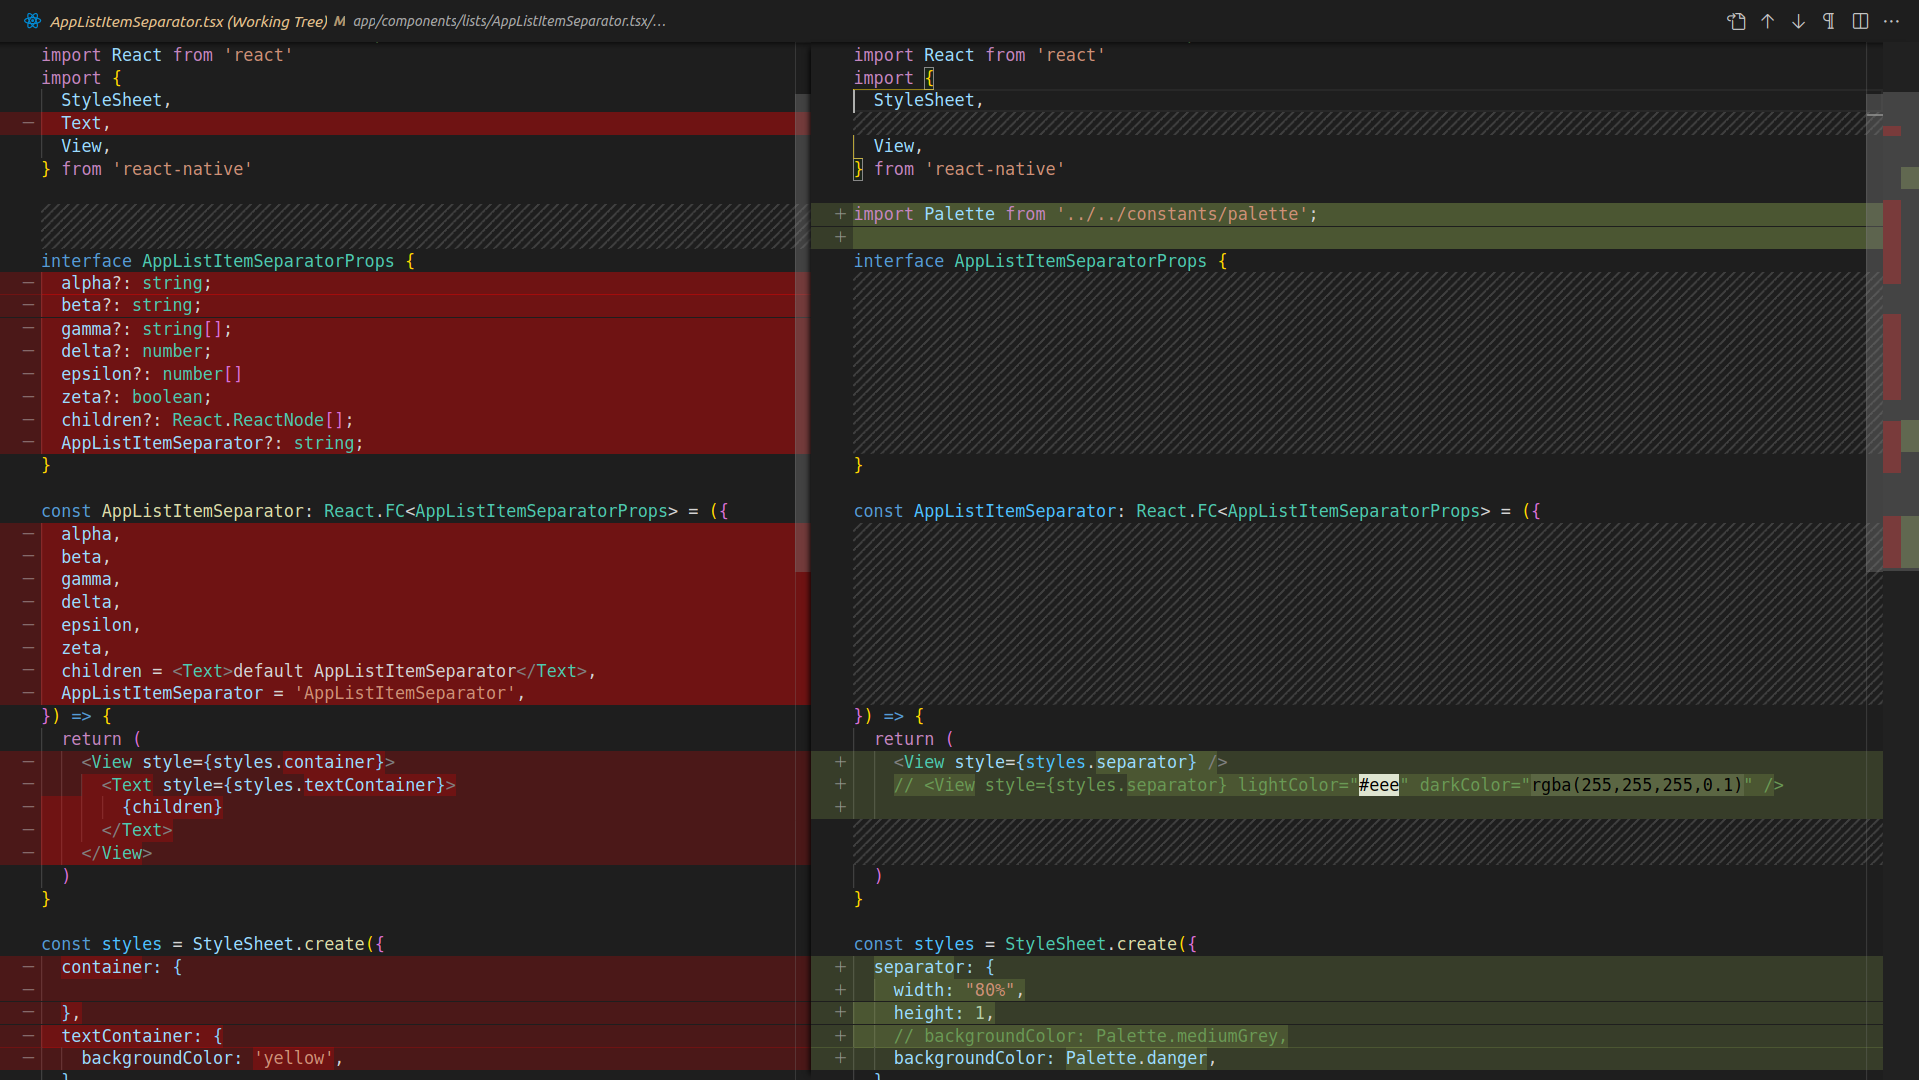 AppListItemSeparator.tsx (Working Tree) M app/components/lists/AppListItemSeparator.tsx/...
import React from 'react'
import {
  StyleSheet,
— Text,
  View,
} from 'react-native'
interface AppListItemSeparatorProps {
— alpha?: string;
— beta?: string;
— gamma?: string[];
— delta?: number;
— epsilon?: number[]
— zeta?: boolean;
— children?: React.ReactNode[];
— AppListItemSeparator?: string;
}
const AppListItemSeparator: React.FC<AppListItemSeparatorProps> = ({
— alpha,
— beta,
— gamma,
— delta,
— epsilon,
— zeta,
— children = <Text>default AppListItemSeparator</Text>,
— AppListItemSeparator = 'AppListItemSeparator',
}) => {
  return (
—   <View style={styles.container}>
—     <Text style={styles.textContainer}>
—       {children}
—     </Text>
—   </View>
  )
}
const styles = StyleSheet.create({
— container: {
—
— },
— textContainer: {
—   backgroundColor: 'yellow',
import React from 'react'
import {
  StyleSheet,
  View,
} from 'react-native'
+ import Palette from '../../constants/palette';
+
interface AppListItemSeparatorProps {
}
const AppListItemSeparator: React.FC<AppListItemSeparatorProps> = ({
}) => {
  return (
+   <View style={styles.separator} />
+   // <View style={styles.separator} lightColor="#eee" darkColor="rgba(255,255,255,0.1)" />
+
  )
}
const styles = StyleSheet.create({
+ separator: {
+   width: "80%",
+   height: 1,
+   // backgroundColor: Palette.mediumGrey,
+   backgroundColor: Palette.danger,